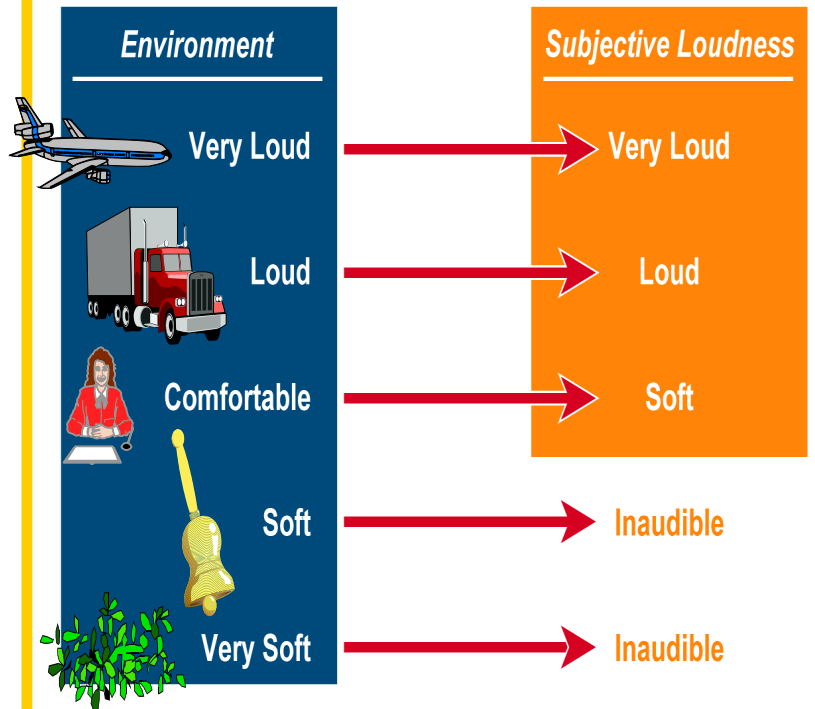 Environment
Subjective Loudness
Very Loud
Very Loud
Loud
Loud
Comfortable
Soft
Soft
Inaudible
Very Soft
Inaudible